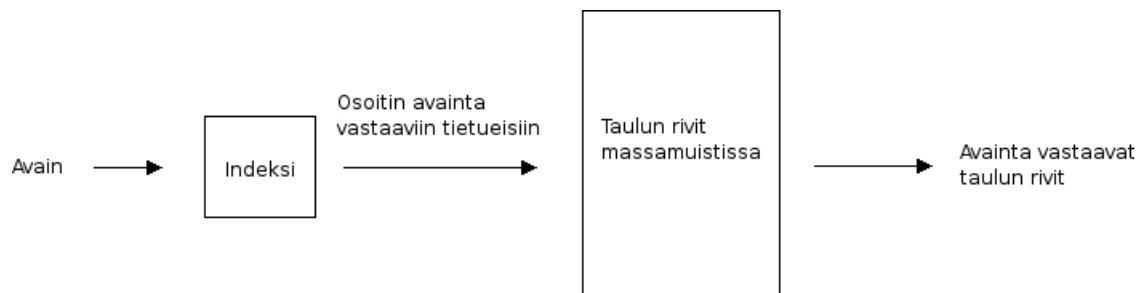 Avain
Indeksi
Osoitin avainta
vastaaviin tietueisiin
Taulun rivit
massamuistissa
Avainta vastaavat
taulun rivit